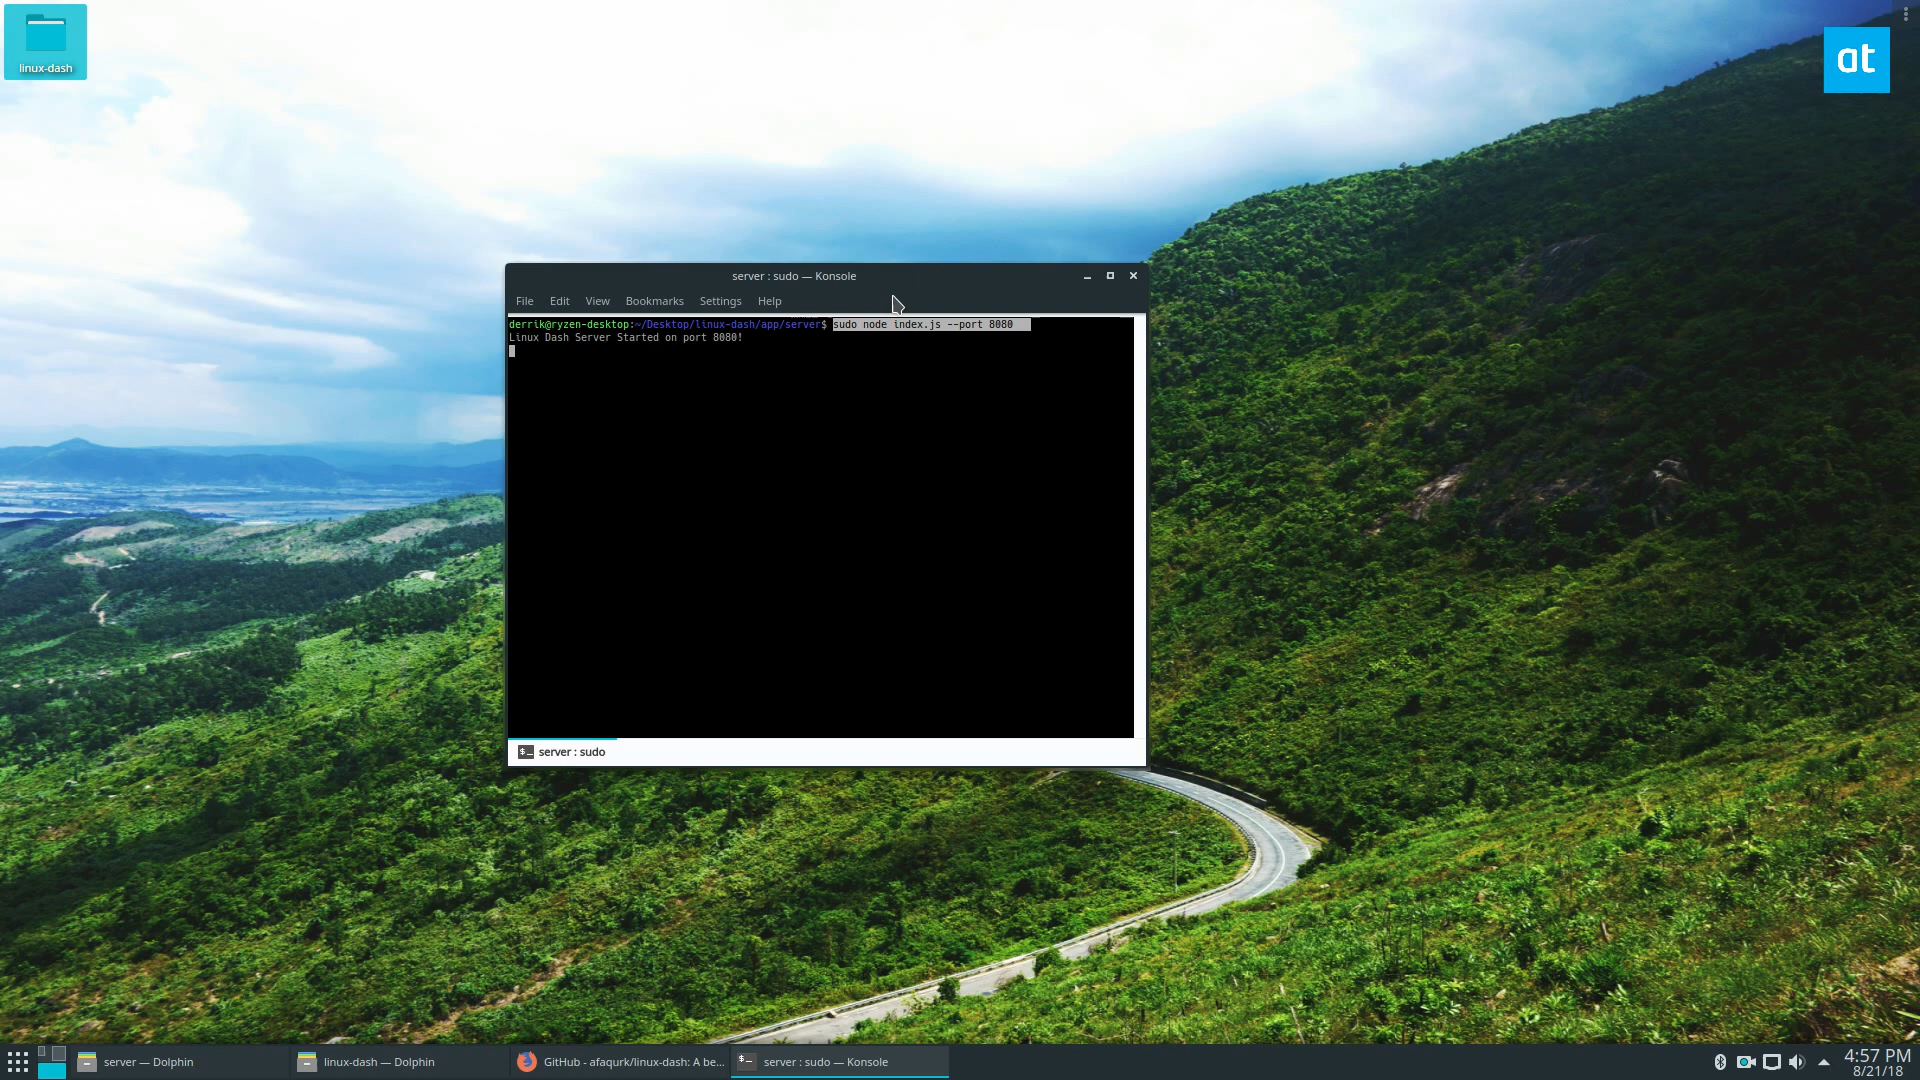 linux-dash
at
server : sudo — Konsole
File Edit View Bookmarks Settings Help
derrik@ryzen-desktop:~/Desktop/linux-dash/app/server$ sudo node index.js --port 8080
Linux Dash Server Started on port 8080!
server : sudo
server — Dolphin
linux-dash — Dolphin
GitHub - afaqurk/linux-dash: A be...
server : sudo — Konsole
4:57 PM
8/21/18